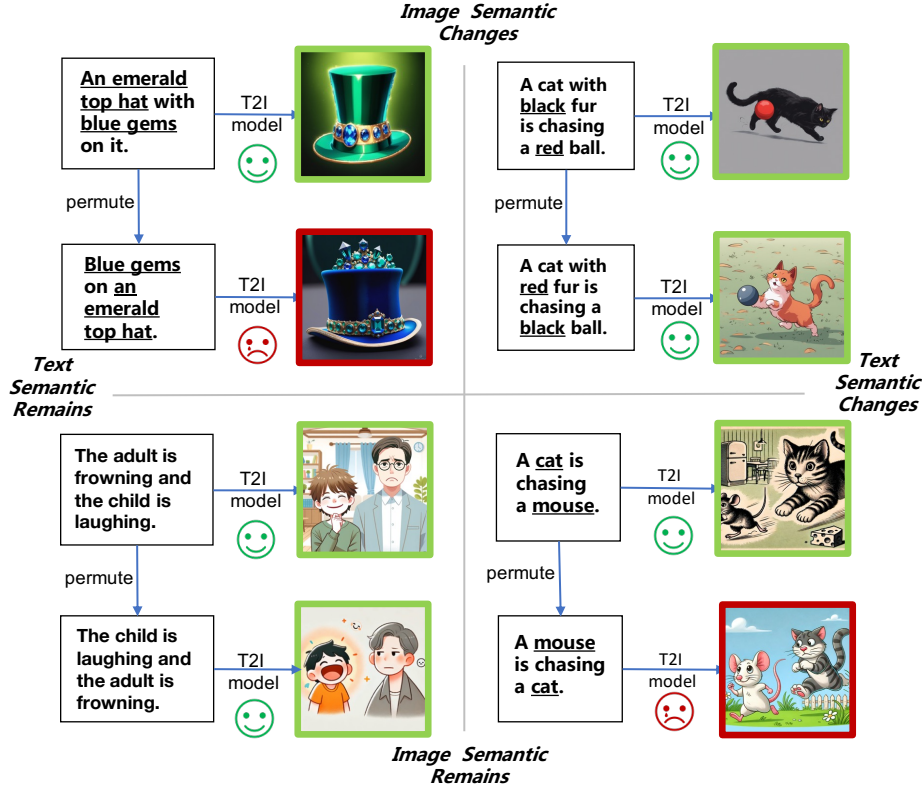 Image Semantic
Changes
An emerald
top hat with
blue gems
on it.
T2I
model
permute
Blue gems
on an
emerald
top hat.
T2I
model
A cat with
black fur
is chasing
a red ball.
T2I
model
permute
A cat with
red fur is
chasing a
black ball.
T2I
model
Text
Semantic
Remains
Text
Semantic
Changes
The adult is
frowning and
the child is
laughing.
T2I
model
permute
The child is
laughing and
the adult is
frowning.
T2I
model
A cat is
chasing
a mouse.
T2I
model
permute
A mouse
is chasing
a cat.
T2I
model
Image Semantic
Remains